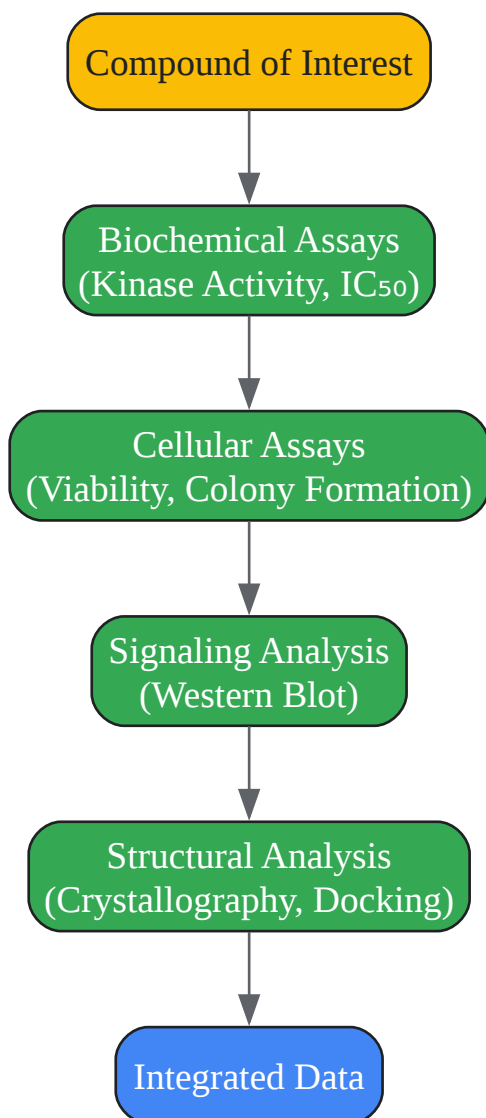 Compound of Interest
Biochemical Assays
(Kinase Activity, IC₅₀)
Cellular Assays
(Viability, Colony Formation)
Signaling Analysis
(Western Blot)
Structural Analysis
(Crystallography, Docking)
Integrated Data